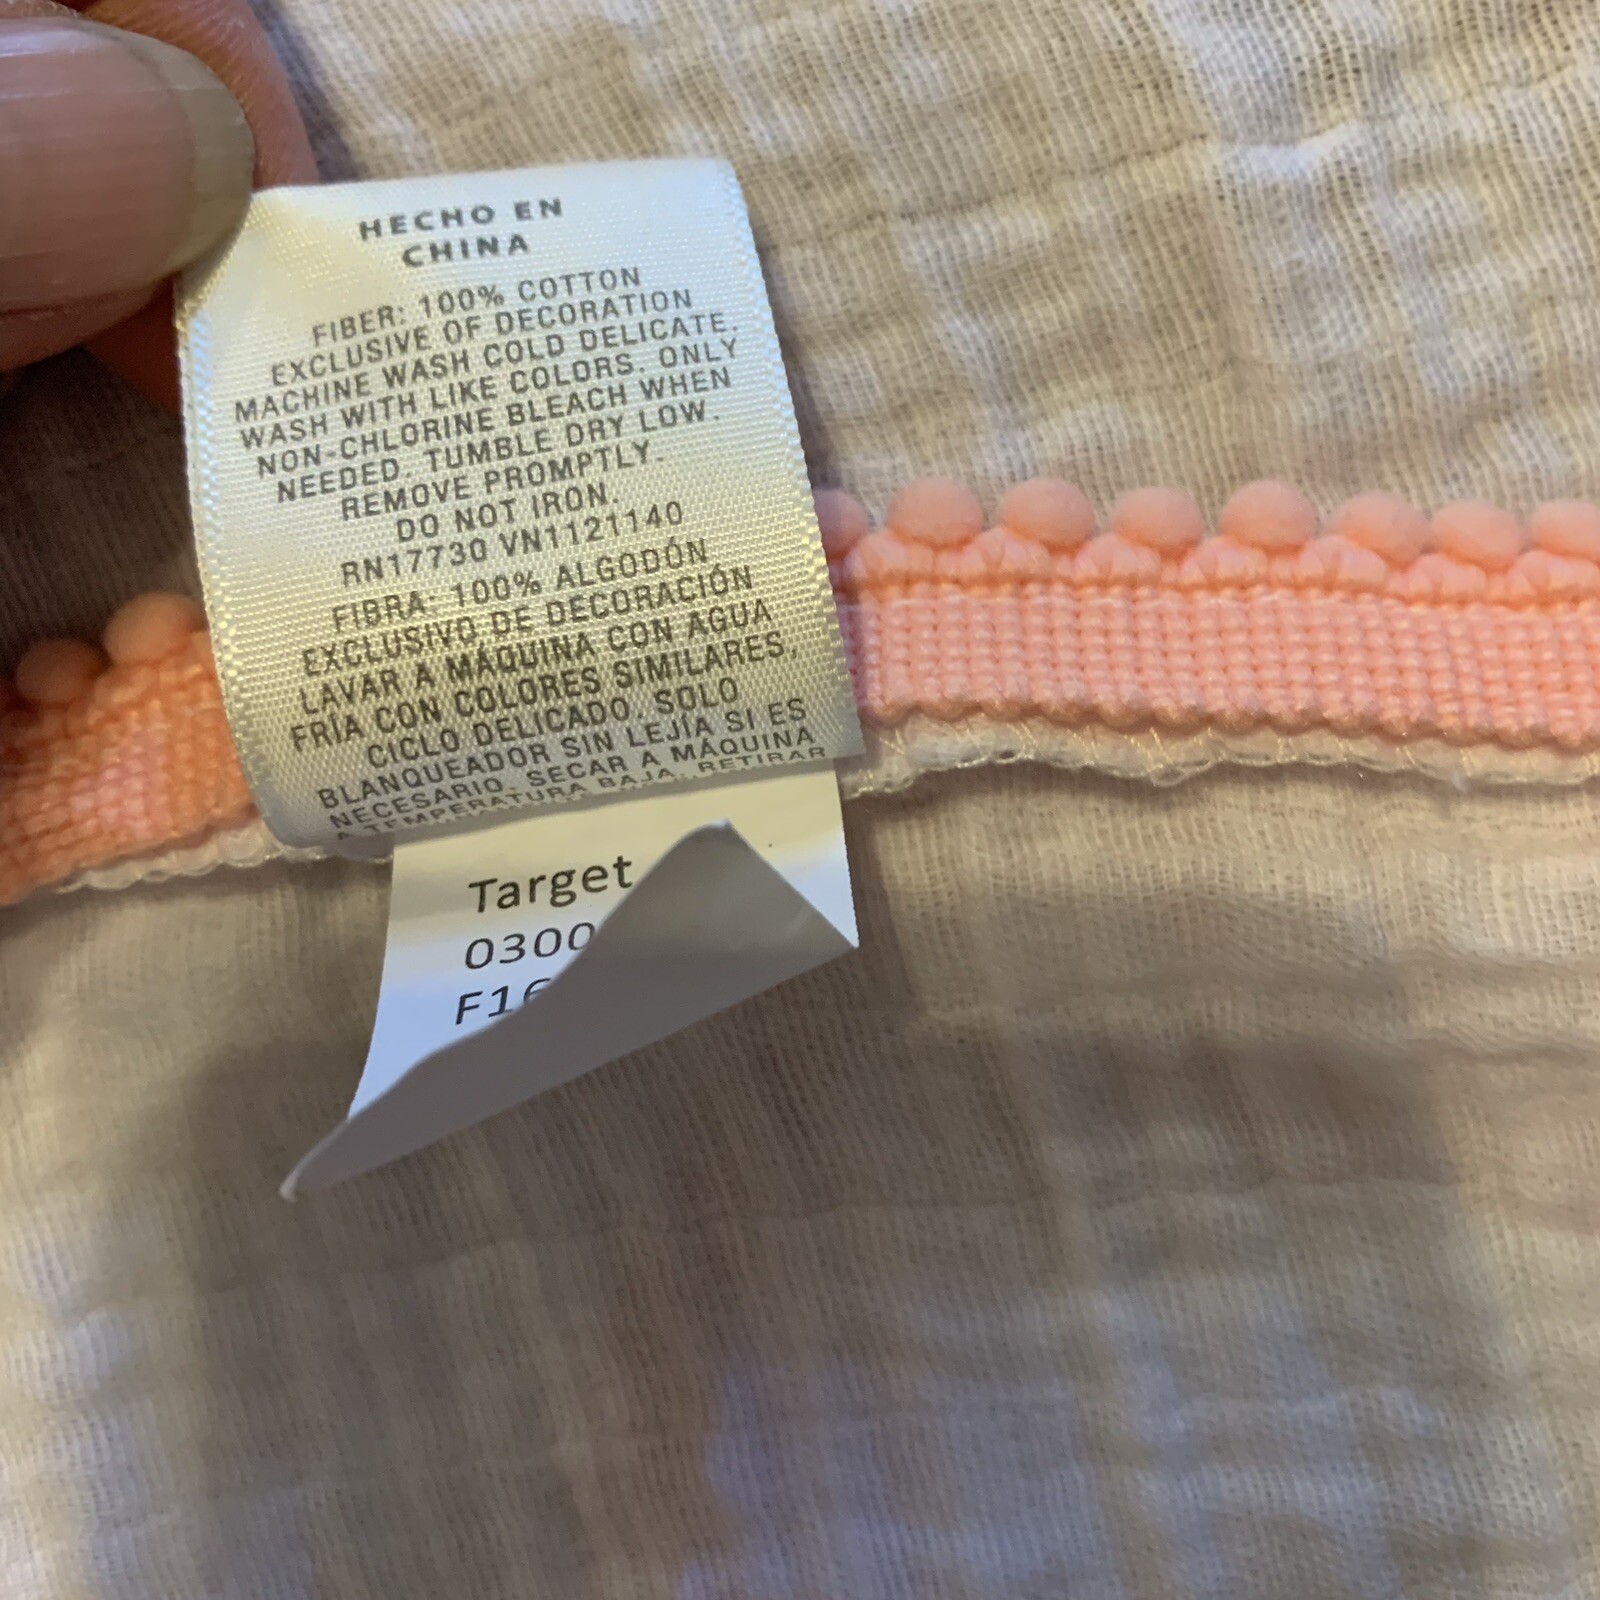 HECHO EN
CHINA
FIBER: 100% COTTON
EXCLUSIVE OF DECORATION
MACHINE WASH COLD DELICATE.
WASH WITH LIKE COLORS. ONLY
NON-CHLORINE BLEACH WHEN
NEEDED. TUMBLE DRY LOW.
REMOVE PROMPTLY.
DO NOT IRON.
RN17730 VN1121140
FIBRA: 100% ALGODÓN
EXCLUSIVO DE DECORACIÓN
LAVAR A MÁQUINA CON AGUA
FRÍA CON COLORES SIMILARES,
CICLO DELICADO. SOLO
BLANQUEADOR SIN LEJÍA SI ES
NECESARIO. SECAR A MÁQUINA
A TEMPERATURA BAJA. RETIRAR
Target
0300
F16